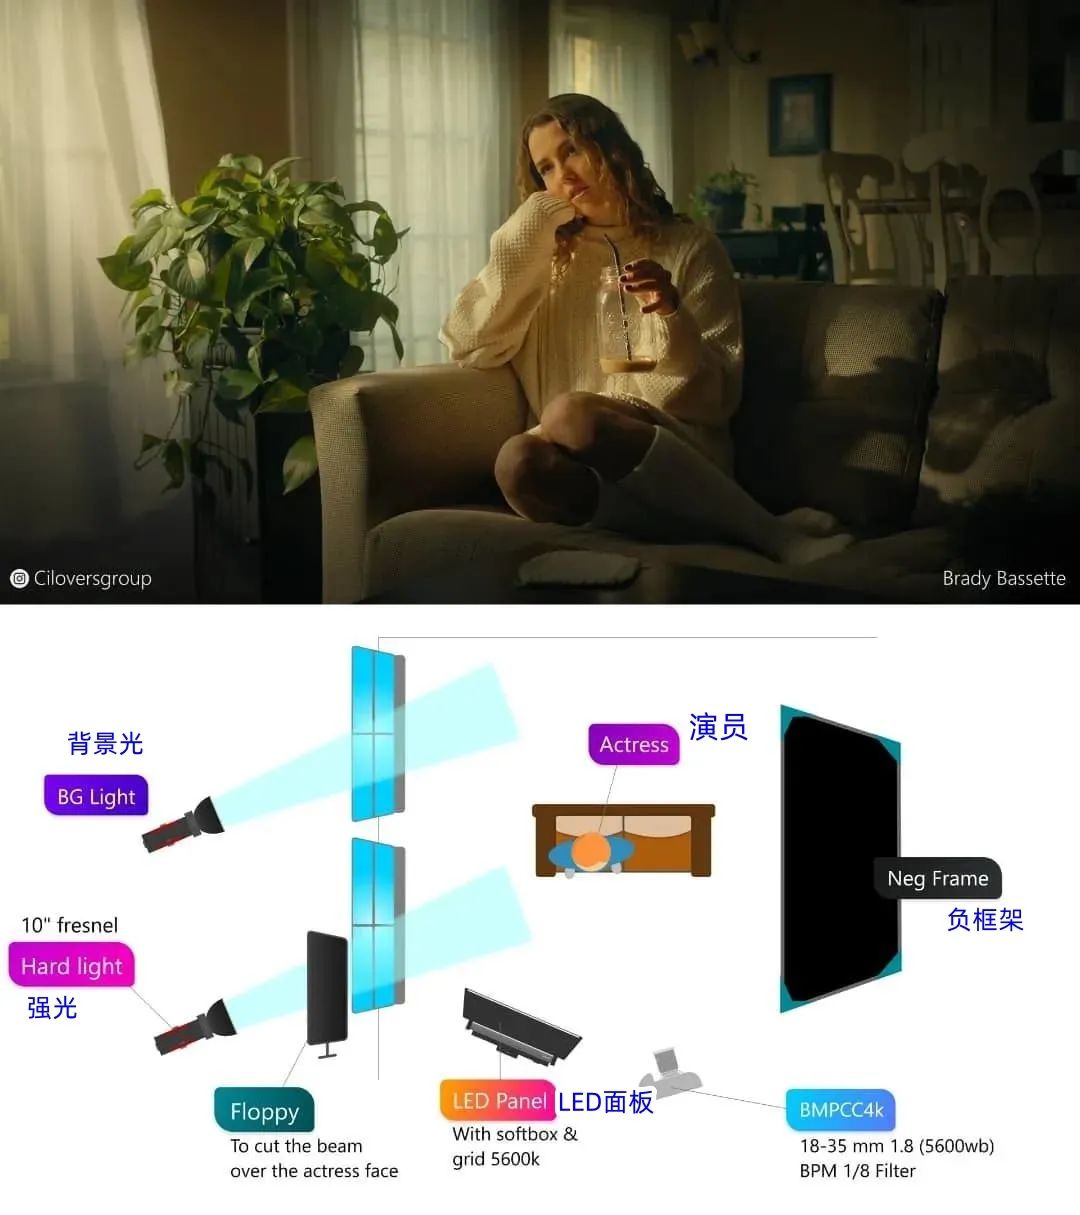 Ciloversgroup
Brady Bassette
背景光
BG Light
Actress
演员
Neg Frame
负框架
10" fresnel
Hard light
强光
Floppy
To cut the beam
over the actress face
LED Panel
LED面板
With softbox &
grid 5600k
BMPCC4k
18-35 mm 1.8 (5600wb)
BPM 1/8 Filter